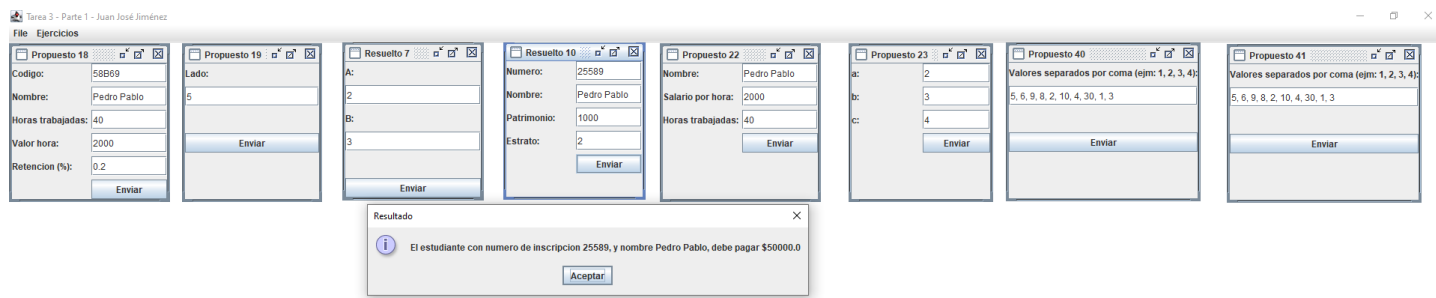 Tarea 3 - Parte 1 - Juan José Jiménez
File Ejercicios
Propuesto 18
Codigo: 58B69
Nombre: Pedro Pablo
Horas trabajadas: 40
Valor hora: 2000
Retencion (%): 0.2
Enviar
Propuesto 19
Lado:
5
Enviar
Resuelto 7
A:
2
B:
3
Enviar
Resuelto 10
Numero: 25589
Nombre: Pedro Pablo
Patrimonio: 1000
Estrato: 2
Enviar
Propuesto 22
Nombre: Pedro Pablo
Salario por hora: 2000
Horas trabajadas: 40
Enviar
Propuesto 23
a: 2
b: 3
c: 4
Enviar
Propuesto 40
Valores separados por coma (ejm: 1, 2, 3, 4):
5, 6, 9, 8, 2, 10, 4, 30, 1, 3
Enviar
Propuesto 41
Valores separados por coma (ejm: 1, 2, 3, 4):
5, 6, 9, 8, 2, 10, 4, 30, 1, 3
Enviar
Resultado
El estudiante con numero de inscripcion 25589, y nombre Pedro Pablo, debe pagar $50000.0
Aceptar